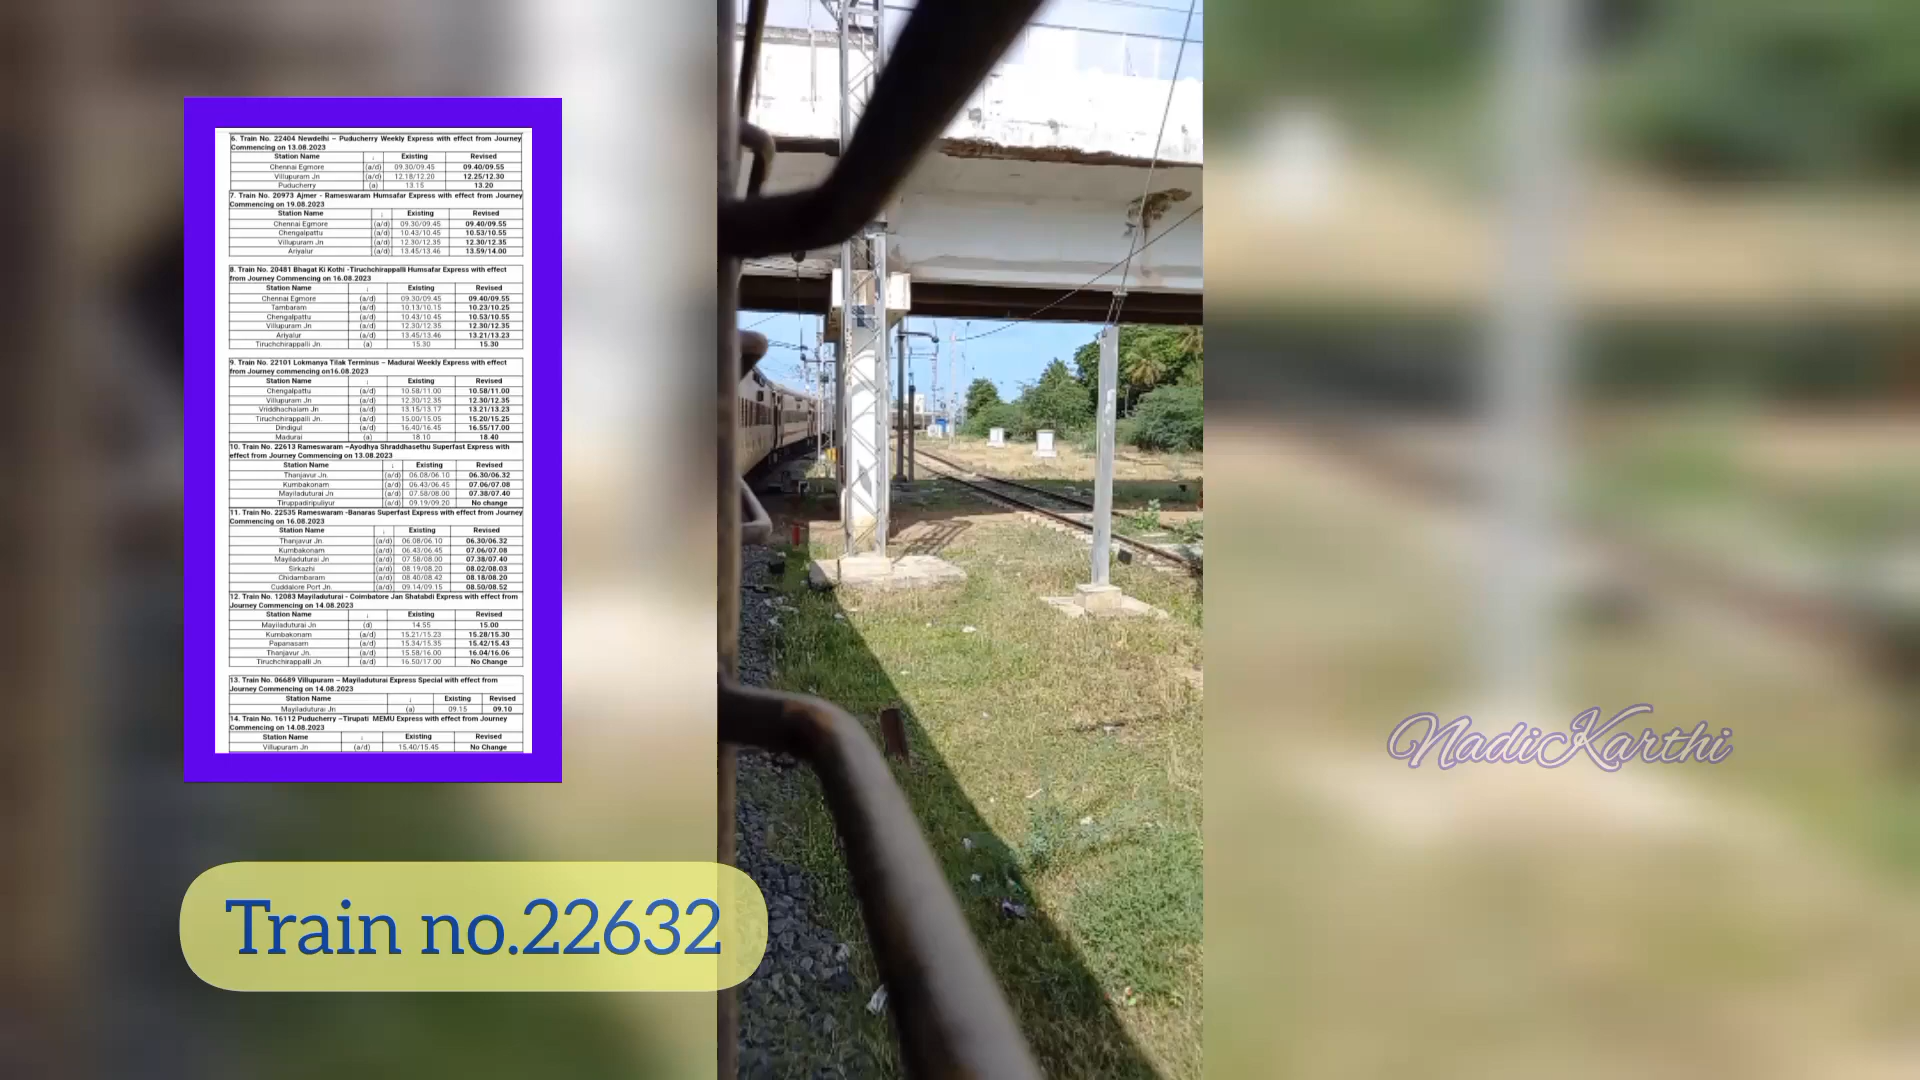 6. Train No. 22404 Newdelhi – Puducherry Weekly Express with effect from Journey
Commencing on 13.08.2023
Station Name ↓ Existing Revised
Chennai Egmore (a/d) 09.30/09.45 09.40/09.55
Villupuram Jn (a/d) 12.18/12.20 12.25/12.30
Puducherry (a) 13.15 13.20
7. Train No. 20973 Ajmer - Rameswaram Humsafar Express with effect from Journey
Commencing on 19.08.2023
Station Name ↓ Existing Revised
Chennai Egmore (a/d) 09.30/09.45 09.40/09.55
Chengalpattu (a/d) 10.43/10.45 10.53/10.55
Villupuram Jn (a/d) 12.30/12.35 12.30/12.35
Ariyalur (a/d) 13.45/13.46 13.59/14.00
8. Train No. 20481 Bhagat Ki Kothi -Tiruchchirappalli Humsafar Express with effect
from Journey Commencing on 16.08.2023
Station Name ↓ Existing Revised
Chennai Egmore (a/d) 09.30/09.45 09.40/09.55
Tambaram (a/d) 10.13/10.15 10.23/10.25
Chengalpattu (a/d) 10.43/10.45 10.53/10.55
Villupuram Jn (a/d) 12.30/12.35 12.30/12.35
Ariyalur (a/d) 13.45/13.46 13.21/13.23
Tiruchchirappalli Jn. (a) 15.30 15.30
9. Train No. 22101 Lokmanya Tilak Terminus – Madurai Weekly Express with effect
from Journey commencing on16.08.2023
Station Name ↓ Existing Revised
Chengalpattu (a/d) 10.58/11.00 10.58/11.00
Villupuram Jn (a/d) 12.30/12.35 12.30/12.35
Vriddhachalam Jn (a/d) 13.15/13.17 13.21/13.23
Tiruchchirappalli Jn. (a/d) 15.00/15.05 15.20/15.25
Dindigul (a/d) 16.40/16.45 16.55/17.00
Madurai (a) 18.10 18.40
10. Train No. 22613 Rameswaram –Ayodhya Shraddhasethu Superfast Express with
effect from Journey Commencing on 13.08.2023
Station Name ↓ Existing Revised
Thanjavur Jn. (a/d) 06.08/06.10 06.30/06.32
Kumbakonam (a/d) 06.43/06.45 07.06/07.08
Mayiladuturai Jn (a/d) 07.58/08.00 07.38/07.40
Tiruppadiripuliyur (a/d) 09.19/09.20 No change
11. Train No. 22535 Rameswaram -Banaras Superfast Express with effect from Journey
Commencing on 16.08.2023
Station Name ↓ Existing Revised
Thanjavur Jn. (a/d) 06.08/06.10 06.30/06.32
Kumbakonam (a/d) 06.43/06.45 07.06/07.08
Mayiladuturai Jn (a/d) 07.58/08.00 07.38/07.40
Sirkazhi (a/d) 08.19/08.20 08.02/08.03
Chidambaram (a/d) 08.40/08.42 08.18/08.20
Cuddalore Port Jn. (a/d) 09.14/09.15 08.50/08.52
12. Train No. 12083 Mayiladuturai - Coimbatore Jan Shatabdi Express with effect from
Journey Commencing on 14.08.2023
Station Name ↓ Existing Revised
Mayiladuturai Jn (d) 14.55 15.00
Kumbakonam (a/d) 15.21/15.23 15.28/15.30
Papanasam (a/d) 15.34/15.35 15.42/15.43
Thanjavur Jn. (a/d) 15.58/16.00 16.04/16.06
Tiruchchirappalli Jn. (a/d) 16.50/17.00 No Change
13. Train No. 06689 Villupuram – Mayiladuturai Express Special with effect from
Journey Commencing on 14.08.2023
Station Name ↓ Existing Revised
Mayiladuturai Jn (a) 09.15 09.10
14. Train No. 16112 Puducherry –Tirupati MEMU Express with effect from Journey
Commencing on 14.08.2023
Station Name ↓ Existing Revised
Villupuram Jn (a/d) 15.40/15.45 No Change
Train no.22632
NadicKarthi